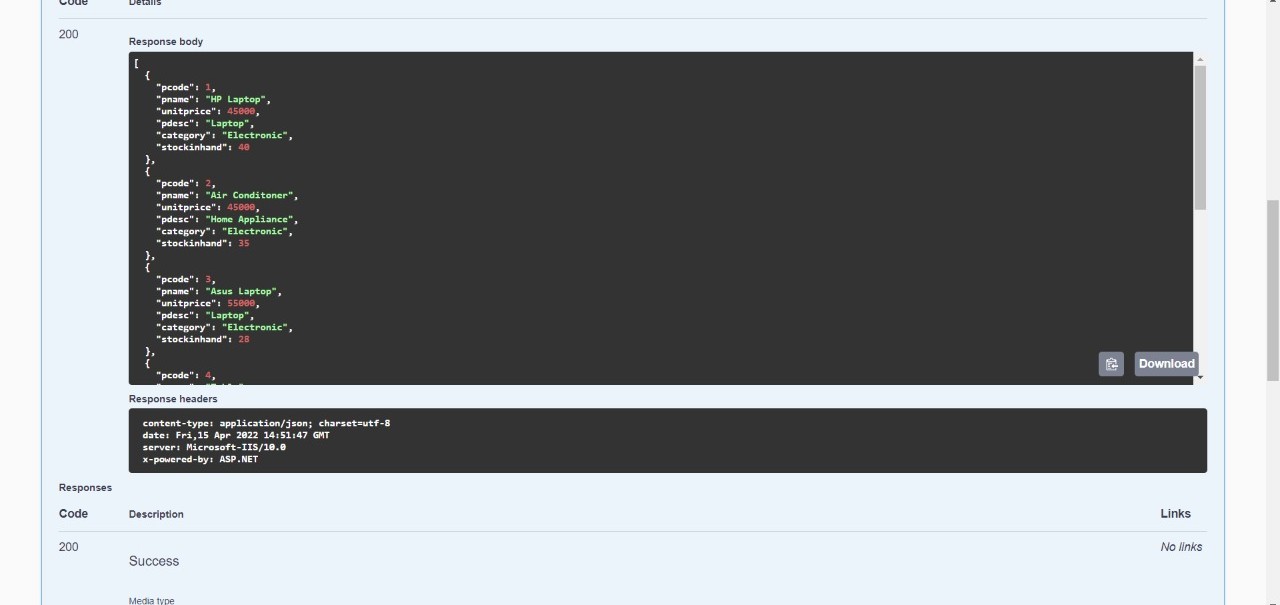 Code Details
200
Response body
[
{
"pcode": 1,
"pname": "HP Laptop",
"unitprice": 45000,
"pdesc": "Laptop",
"category": "Electronic",
"stockinhand": 40
},
{
"pcode": 2,
"pname": "Air Conditoner",
"unitprice": 45000,
"pdesc": "Home Appliance",
"category": "Electronic",
"stockinhand": 35
},
{
"pcode": 3,
"pname": "Asus Laptop",
"unitprice": 55000,
"pdesc": "Laptop",
"category": "Electronic",
"stockinhand": 28
},
{
"pcode": 4,
Download
Response headers
content-type: application/json; charset=utf-8
date: Fri,15 Apr 2022 14:51:47 GMT
server: Microsoft-IIS/10.0
x-powered-by: ASP.NET
Responses
Code Description Links
200 No links
Success
Media type